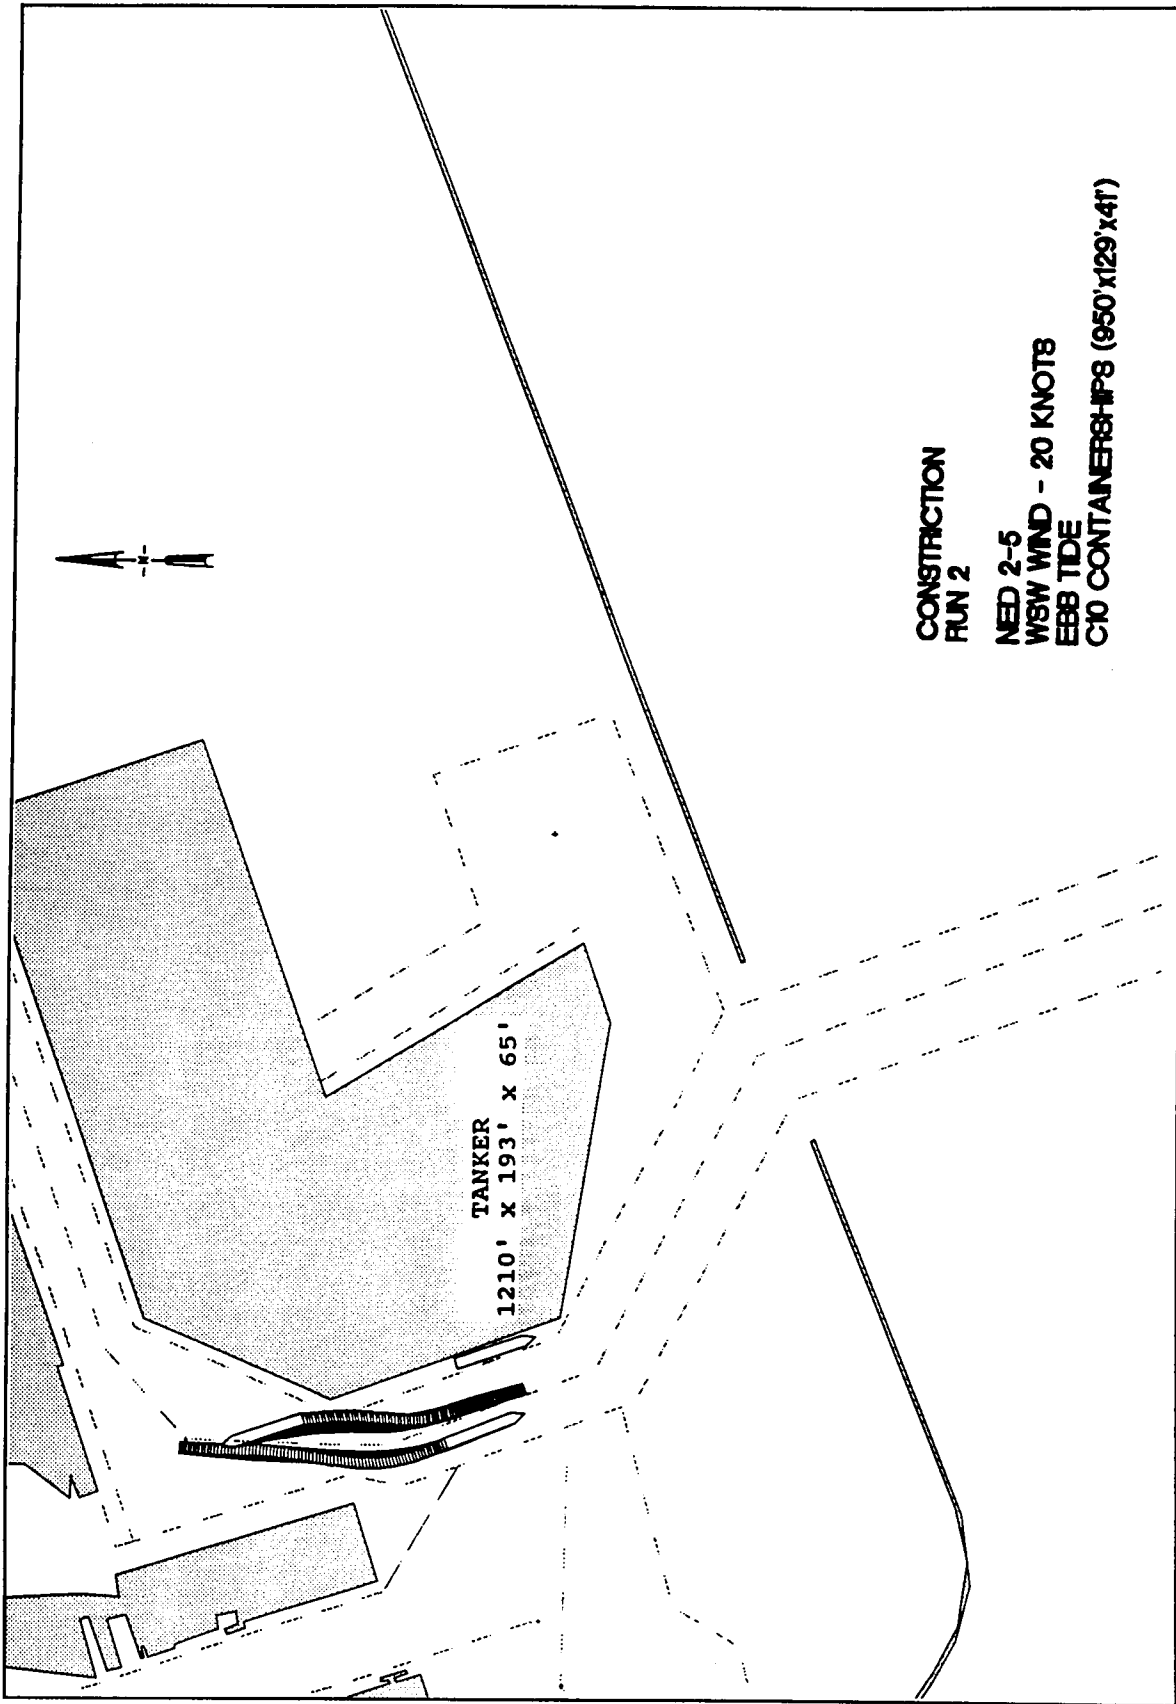 TANKER
1210' x 193' x 65'
CONSTRICTION
RUN 2
NED 2-5
WSW WIND - 20 KNOTS
EBB TIDE
C10 CONTAINERSHIPS (950'x129'x41')